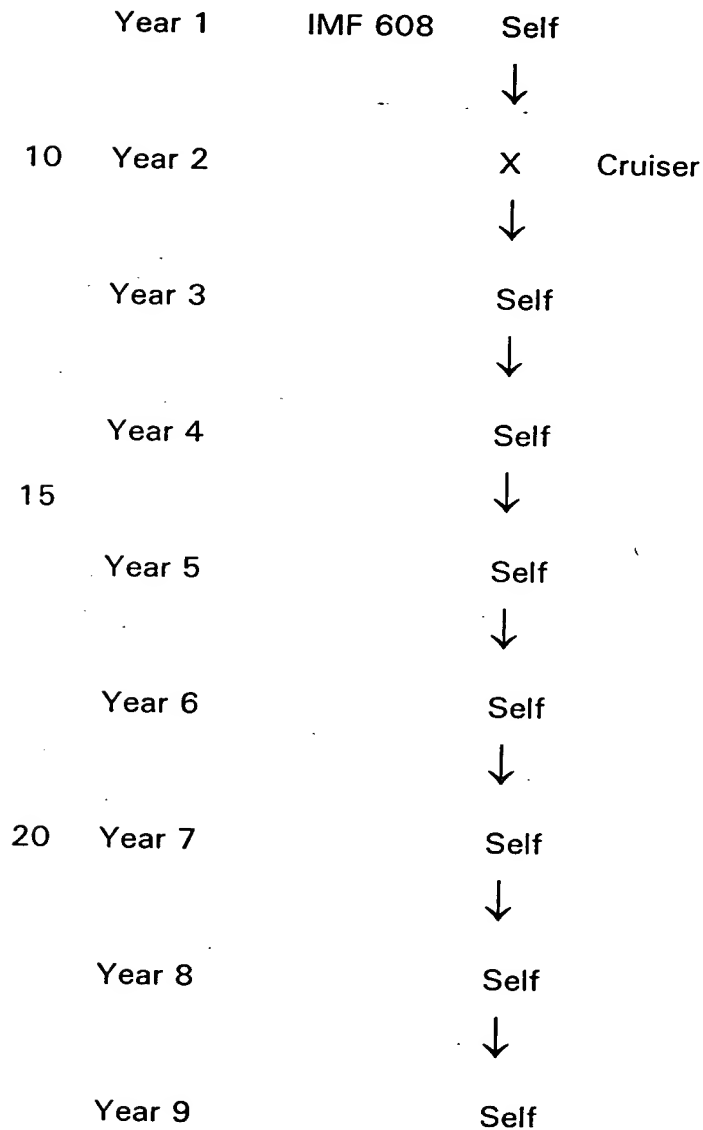 Year 1 IMF 608 Self
↓
10 Year 2 X Cruiser
↓
Year 3 Self
↓
Year 4 Self
15 ↓
Year 5 Self
↓
Year 6 Self
↓
20 Year 7 Self
↓
Year 8 Self
↓
Year 9 Self